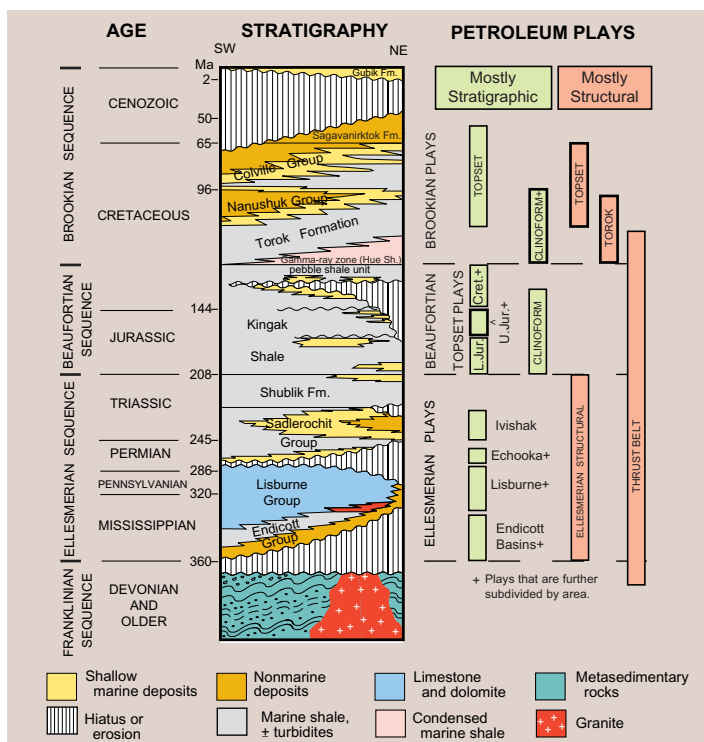 AGE
STRATIGRAPHY
PETROLEUM PLAYS
SW
NE
Ma
2
50
65
96
144
208
245
286
320
360
BROOKIAN SEQUENCE
BEAUFORTIAN
SEQUENCE
ELLESMERIAN SEQUENCE
FRANKLINIAN
SEQUENCE
CENOZOIC
CRETACEOUS
JURASSIC
TRIASSIC
PERMIAN
PENNSYLVANIAN
MISSISSIPPIAN
DEVONIAN
AND
OLDER
Gubik Fm.
Sagavanirktok Fm.
Colville Group
Nanushuk Group
Torok Formation
Gamma-ray zone (Hue Sh.)
pebble shale unit
Kingak
Shale
Shublik Fm.
Sadlerochit
Group
Lisburne
Group
Endicott
Group
Mostly
Stratigraphic
Mostly
Structural
BROOKIAN PLAYS
TOPSET
CLINOFORM+
TOPSET
TOROK
BEAUFORTIAN
TOPSET PLAYS
Cret.+
U.Jur.+
<
L.Jur.
CLINOFORM
ELLESMERIAN PLAYS
Ivishak
Echooka+
Lisburne+
Endicott
Basins+
ELLESMERIAN STRUCTURAL
THRUST BELT
+ Plays that are further
subdivided by area.
Shallow
marine deposits
Nonmarine
deposits
Limestone
and dolomite
Metasedimentary
rocks
Hiatus or
erosion
Marine shale,
± turbidites
Condensed
marine shale
Granite